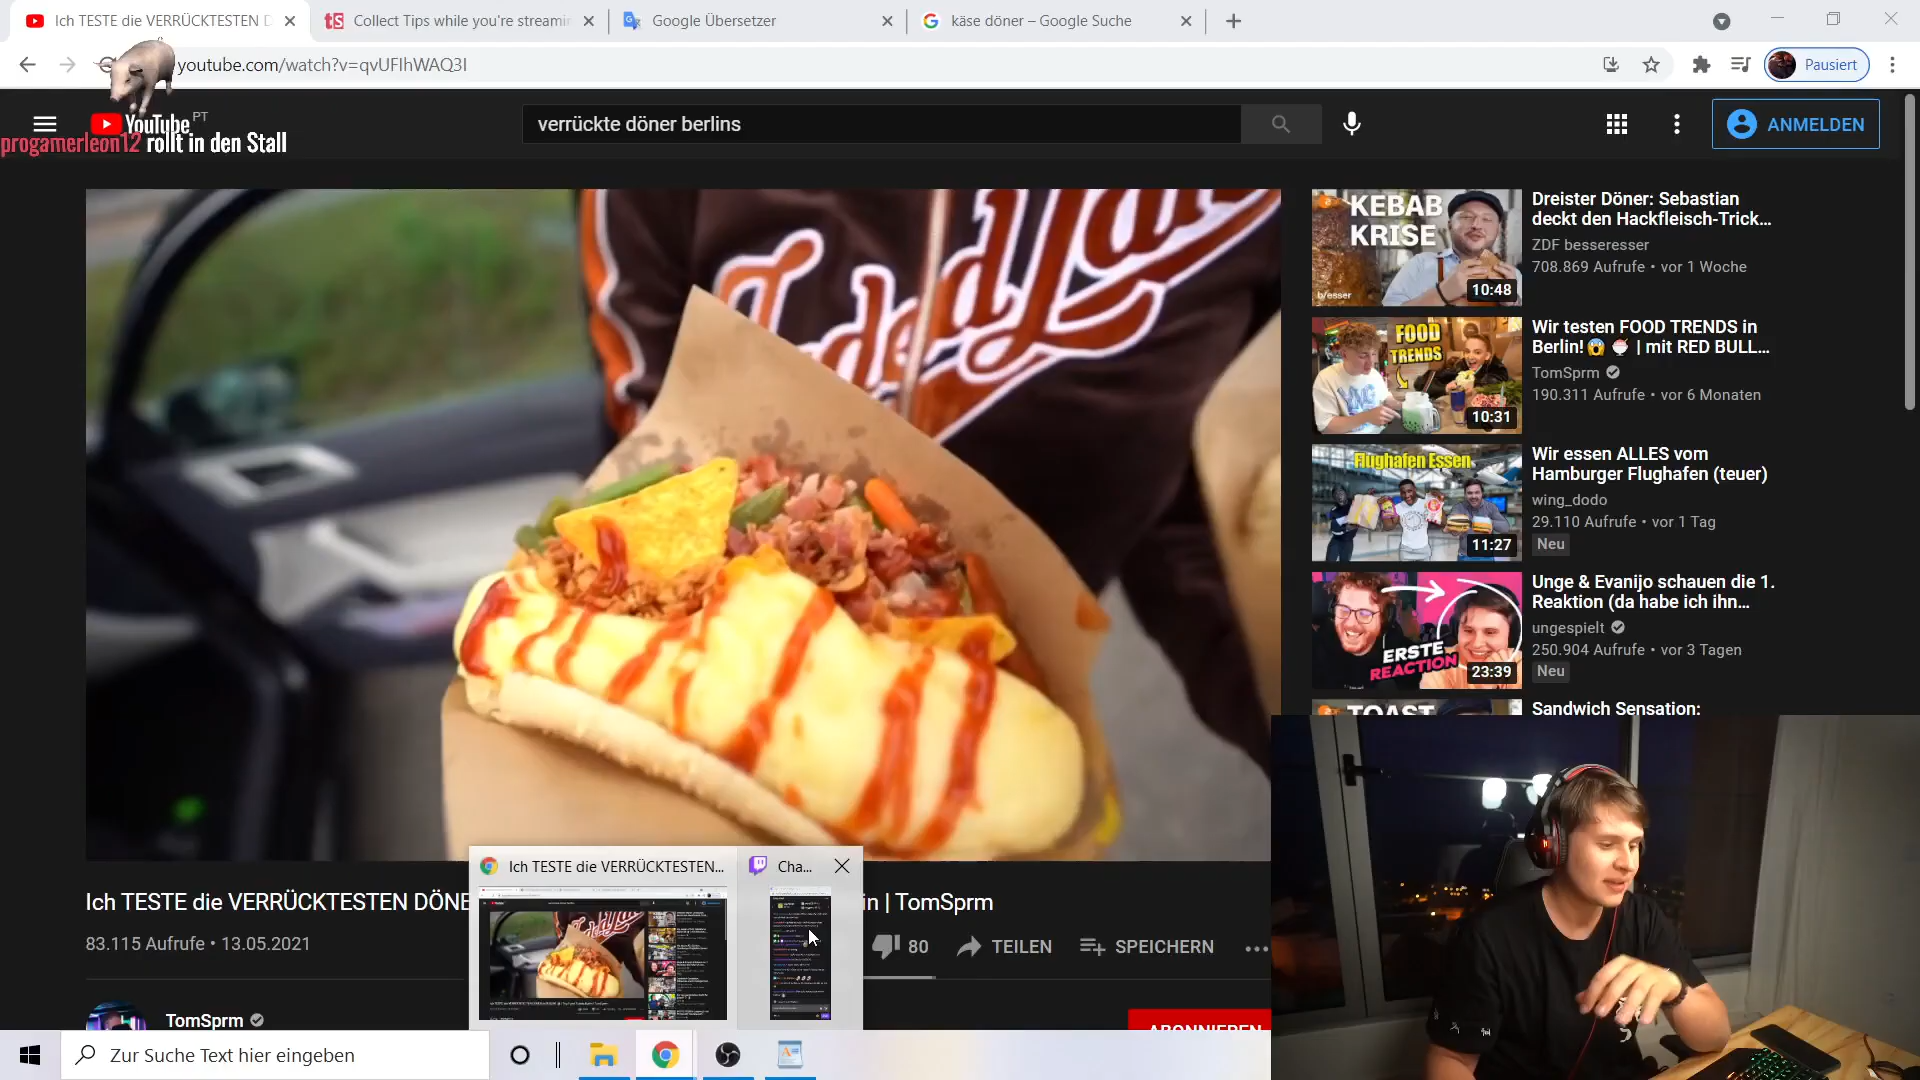 Ich TESTE die VERRÜCKTESTEN D
Collect Tips while you're streamin
Google Übersetzer
käse döner – Google Suche
youtube.com/watch?v=qvUFlhWAQ3I
Pausiert
YouTube PT
progamerleon12 rollt in den Stall
verrückte döner berlins
ANMELDEN
KEBAB
KRISE
b/esser
10:48
Dreister Döner: Sebastian
deckt den Hackfleisch-Trick...
ZDF besseresser
708.869 Aufrufe • vor 1 Woche
FOOD
TRENDS
10:31
Wir testen FOOD TRENDS in
Berlin!😱 🍧 | mit RED BULL...
TomSprm
190.311 Aufrufe • vor 6 Monaten
Flughafen Essen
11:27
Wir essen ALLES vom
Hamburger Flughafen (teuer)
wing_dodo
29.110 Aufrufe • vor 1 Tag
Neu
ERSTE
REACTION
23:39
Unge & Evanijo schauen die 1.
Reaktion (da habe ich ihn...
ungespielt
250.904 Aufrufe • vor 3 Tagen
Neu
TOAST
Sandwich Sensation:
Ich TESTE die VERRÜCKTESTEN...
Cha...
Ich TESTE die VERRÜCKTESTEN DÖNE
in | TomSprm
83.115 Aufrufe • 13.05.2021
80
TEILEN
SPEICHERN
TomSprm
ABONNIEREN
Zur Suche Text hier eingeben